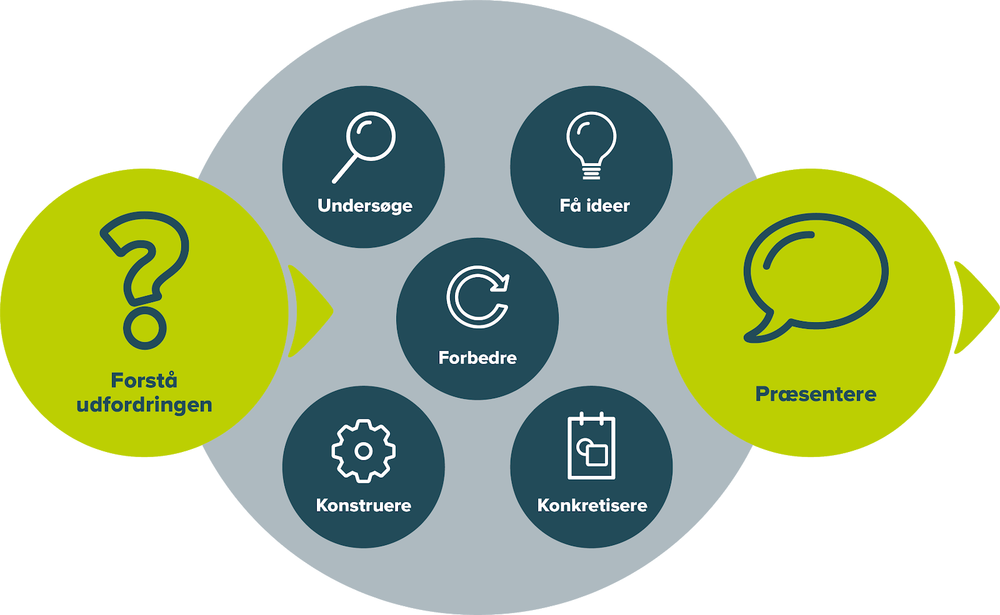 Forstå
udfordringen
Undersøge
Få ideer
Forbedre
Konstruere
Konkretisere
Præsentere